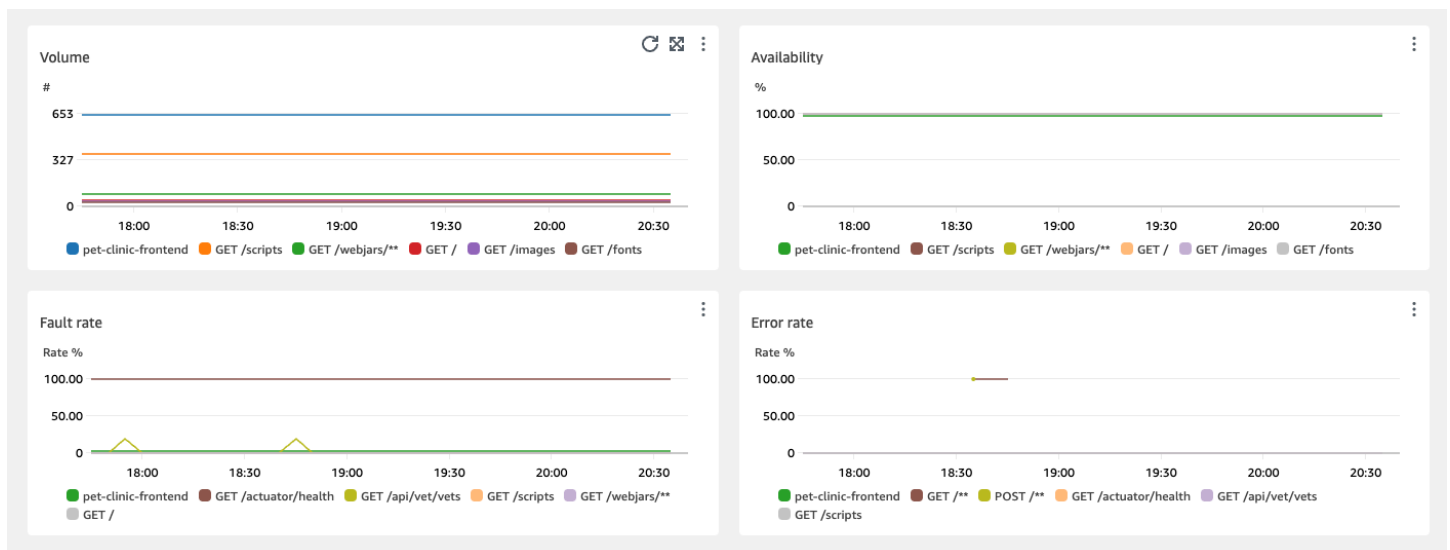 Volume
#
653
327
0
18:00 18:30 19:00 19:30 20:00 20:30
pet-clinic-frontend GET /scripts GET /webjars/** GET / GET /images GET /fonts
Availability
%
100.00
50.00
0
18:00 18:30 19:00 19:30 20:00 20:30
pet-clinic-frontend GET /scripts GET /webjars/** GET / GET /images GET /fonts
Fault rate
Rate %
100.00
50.00
0
18:00 18:30 19:00 19:30 20:00 20:30
pet-clinic-frontend GET /actuator/health GET /api/vet/vets GET /scripts GET /webjars/**
GET /
Error rate
Rate %
100.00
50.00
0
18:00 18:30 19:00 19:30 20:00 20:30
pet-clinic-frontend GET /** POST /** GET /actuator/health GET /api/vet/vets
GET /scripts